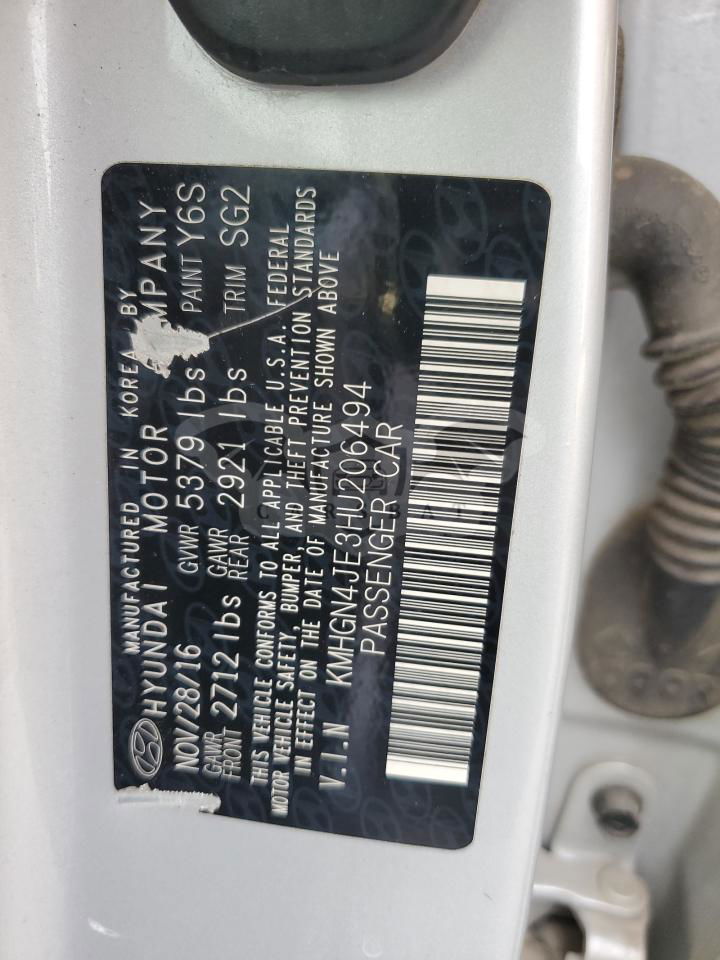 MANUFACTURED IN KOREA BY
HYUNDAI MOTOR MPANY
NOV/28/16 GVWR 5379 lbs PAINT Y6S
GAWR FRONT 2712 lbs GAWR REAR 2921 lbs TRIM SG2
THIS VEHICLE CONFORMS TO ALL APPLICABLE U.S.A. FEDERAL
MOTOR VEHICLE SAFETY, BUMPER, AND THEFT PREVENTION STANDARDS
IN EFFECT ON THE DATE OF MANUFACTURE SHOWN ABOVE
V.I.N KMHGN4JE3HU206494
PASSENGER CAR